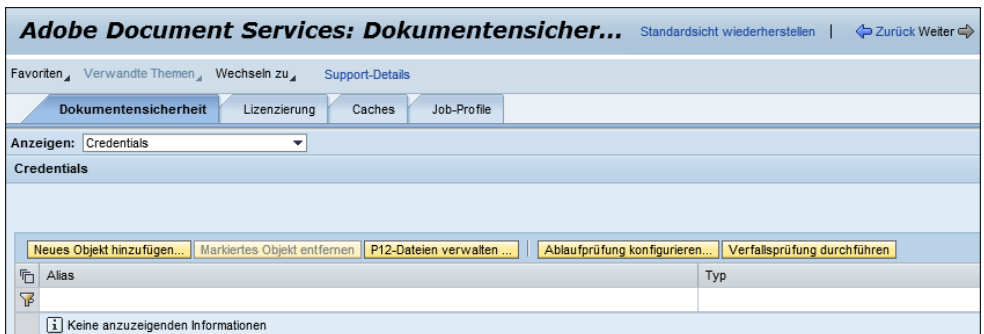 Adobe Document Services: Dokumentensicher... Standardsicht wiederherstellen | Zurück Weiter
Favoriten Verwandte Themen Wechseln zu Support-Details
Dokumentensicherheit Lizenzierung Caches Job-Profile
Anzeigen: Credentials
Credentials
Neues Objekt hinzufügen... Markiertes Objekt entfernen P12-Dateien verwalten ... Ablaufprüfung konfigurieren... Verfallsprüfung durchführen
Alias Typ
Keine anzuzeigenden Informationen